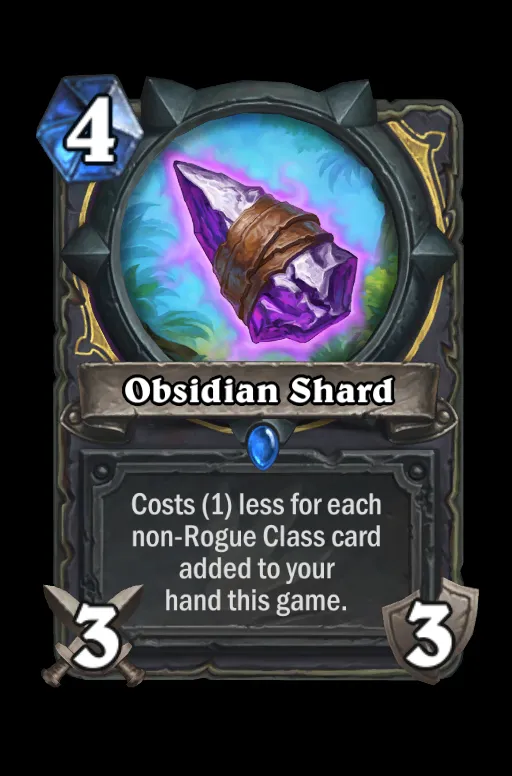 4
Obsidian Shard
Costs (1) less for each
non-Rogue Class card
added to your
hand this game.
3 3